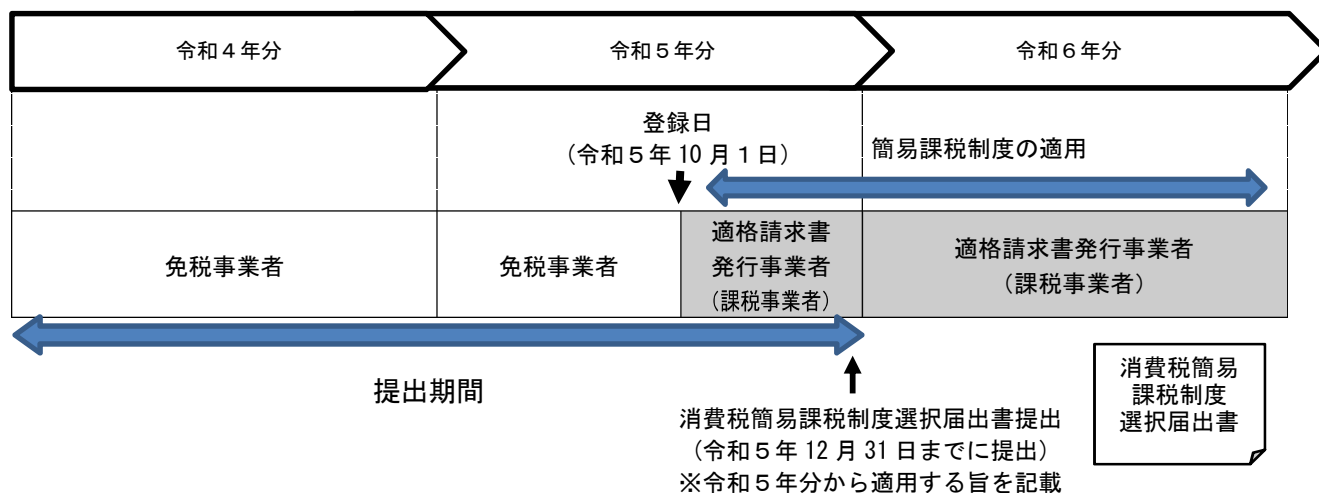 令和４年分
令和５年分
令和６年分
登録日
（令和５年 10 月１日）
簡易課税制度の適用
免税事業者
免税事業者
適格請求書
発行事業者
（課税事業者）
適格請求書発行事業者
（課税事業者）
提出期間
消費税簡易課税制度選択届出書提出
（令和５年 12 月 31 日までに提出）
※令和５年分から適用する旨を記載
消費税簡易
課税制度
選択届出書